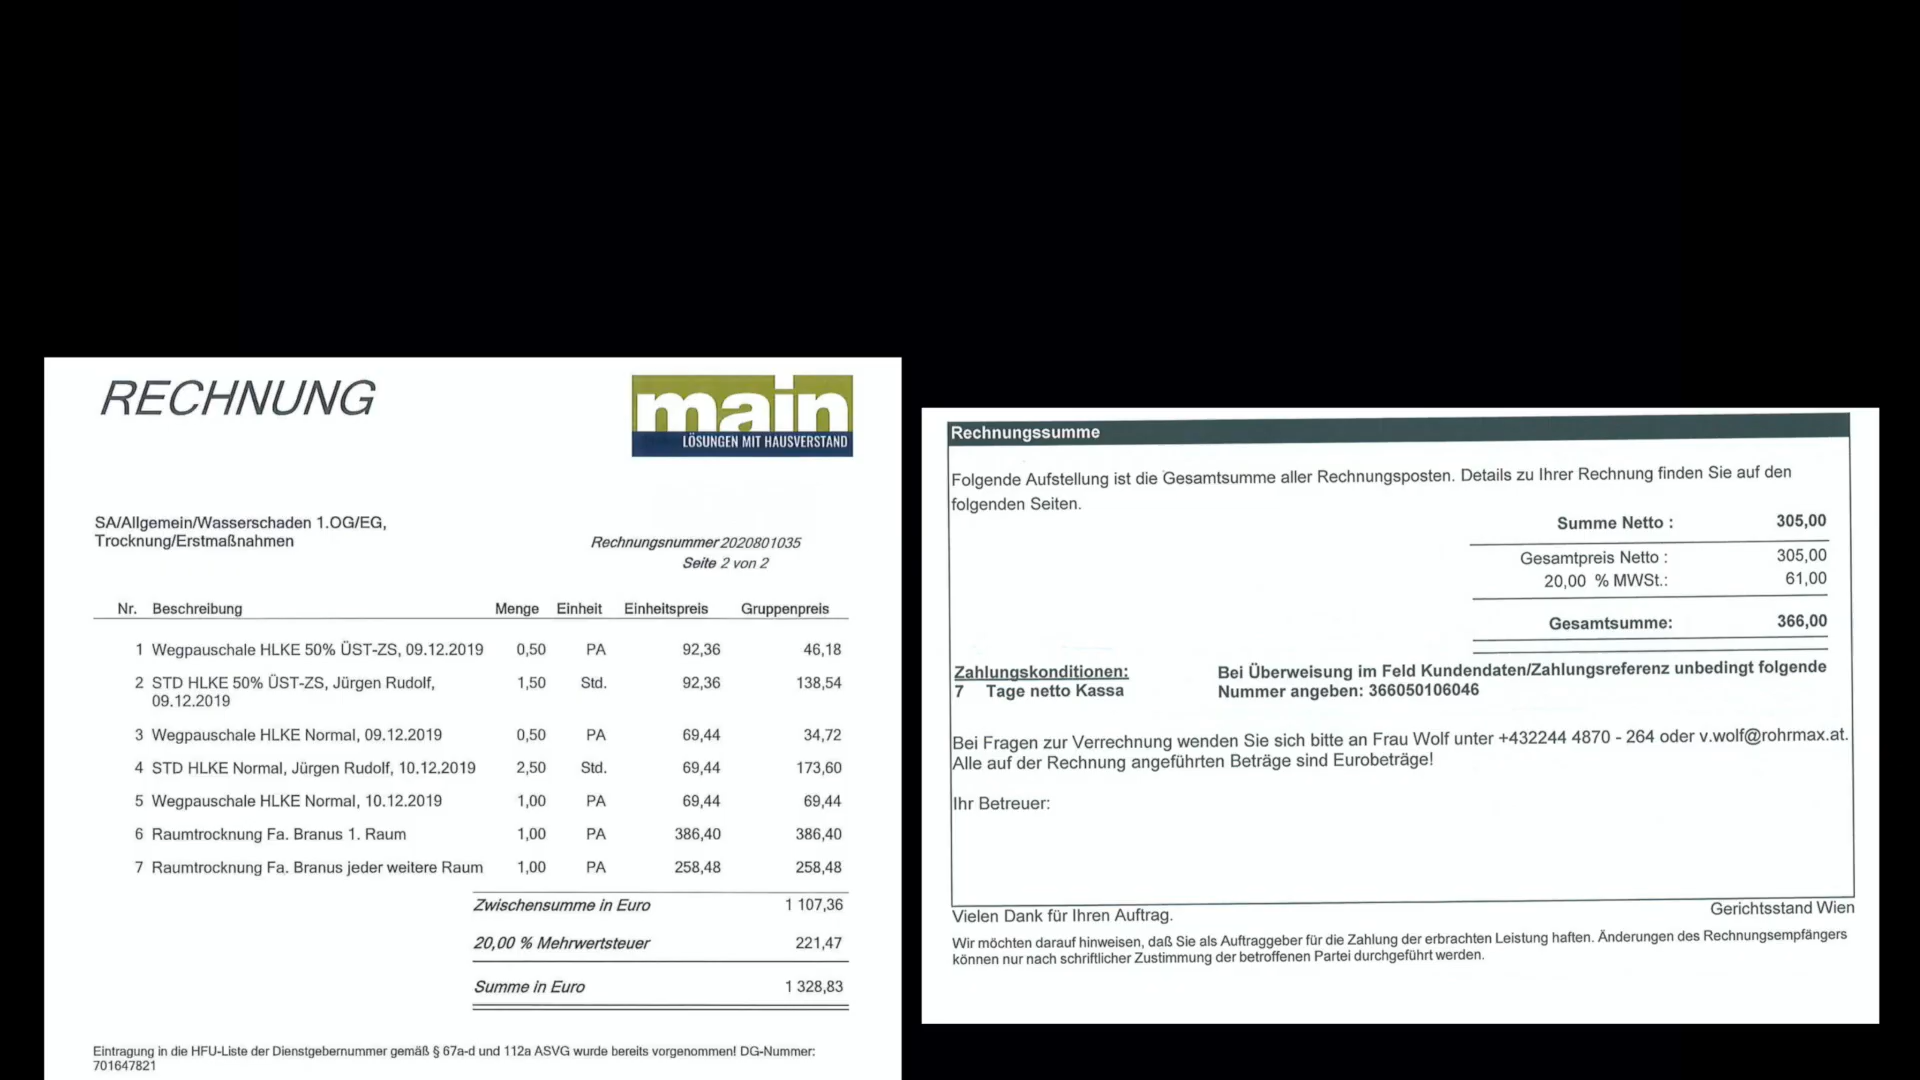 RECHNUNG
main
LÖSUNGEN MIT HAUSVERSTAND
SA/Allgemein/Wasserschaden 1.OG/EG,
Trocknung/Erstmaßnahmen
Rechnungsnummer 2020801035
Seite 2 von 2
Nr. Beschreibung Menge Einheit Einheitspreis Gruppenpreis
1 Wegpauschale HLKE 50% ÜST-ZS, 09.12.2019 0,50 PA 92,36 46,18
2 STD HLKE 50% ÜST-ZS, Jürgen Rudolf, 1,50 Std. 92,36 138,54
09.12.2019
3 Wegpauschale HLKE Normal, 09.12.2019 0,50 PA 69,44 34,72
4 STD HLKE Normal, Jürgen Rudolf, 10.12.2019 2,50 Std. 69,44 173,60
5 Wegpauschale HLKE Normal, 10.12.2019 1,00 PA 69,44 69,44
6 Raumtrocknung Fa. Branus 1. Raum 1,00 PA 386,40 386,40
7 Raumtrocknung Fa. Branus jeder weitere Raum 1,00 PA 258,48 258,48
Zwischensumme in Euro 1 107,36
20,00 % Mehrwertsteuer 221,47
Summe in Euro 1 328,83
Eintragung in die HFU-Liste der Dienstgebernummer gemäß § 67a-d und 112a ASVG wurde bereits vorgenommen! DG-Nummer:
701647821
Rechnungssumme
Folgende Aufstellung ist die Gesamtsumme aller Rechnungsposten. Details zu Ihrer Rechnung finden Sie auf den
folgenden Seiten.
Summe Netto : 305,00
Gesamtpreis Netto : 305,00
20,00 % MWSt.: 61,00
Gesamtsumme: 366,00
Zahlungskonditionen: Bei Überweisung im Feld Kundendaten/Zahlungsreferenz unbedingt folgende
7 Tage netto Kassa Nummer angeben: 366050106046
Bei Fragen zur Verrechnung wenden Sie sich bitte an Frau Wolf unter +432244 4870 - 264 oder v.wolf@rohrmax.at.
Alle auf der Rechnung angeführten Beträge sind Eurobeträge!
Ihr Betreuer:
Vielen Dank für Ihren Auftrag. Gerichtsstand Wien
Wir möchten darauf hinweisen, daß Sie als Auftraggeber für die Zahlung der erbrachten Leistung haften. Änderungen des Rechnungsempfängers
können nur nach schriftlicher Zustimmung der betroffenen Partei durchgeführt werden.